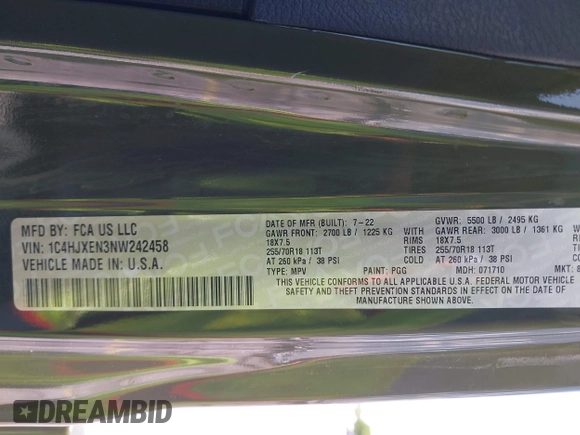 MFD BY: FCA US LLC
VIN: 1C4HJXEN3NW242458
VEHICLE MADE IN: U.S.A.
DATE OF MFR (BUILT): 7-22 GVWR: 5500 LB / 2495 KG
GAWR FRONT: 2700 LB / 1225 KG WITH GAWR REAR: 3000 LB / 1361 KG WITH
18X7.5 RIMS 18X7.5
255/70R18 113T TIRES 255/70R18 113T
AT 260 kPa / 38 PSI COLD AT 260 kPa / 38 PSI
TYPE: MPV PAINT: PGG MDH: 071710 MKT:
THIS VEHICLE CONFORMS TO ALL APPLICABLE U.S.A. FEDERAL MOTOR VEHICLE
SAFETY AND THEFT PREVENTION STANDARDS IN EFFECT ON THE DATE OF
MANUFACTURE SHOWN ABOVE.
DREAMBID